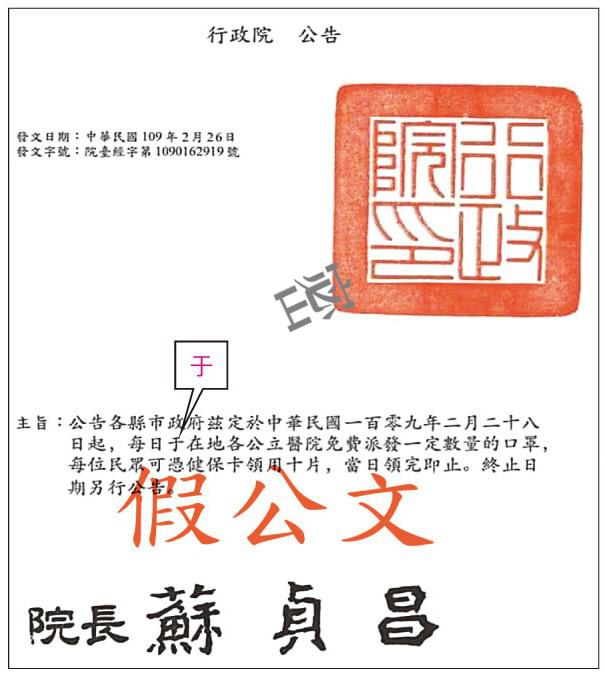 行政院　公告
發文日期：中華民國109年2月26日
發文字號：院臺經字第1090162919號
行政院印
于
主旨：公告各縣市政府茲定於中華民國一百零九年二月二十八
日起，每日于在地各公立醫院免費派發一定數量的口罩，
每位民眾可憑健保卡領用十片，當日領完即止。終止日
期另行公告。
假公文
院長 蘇貞昌